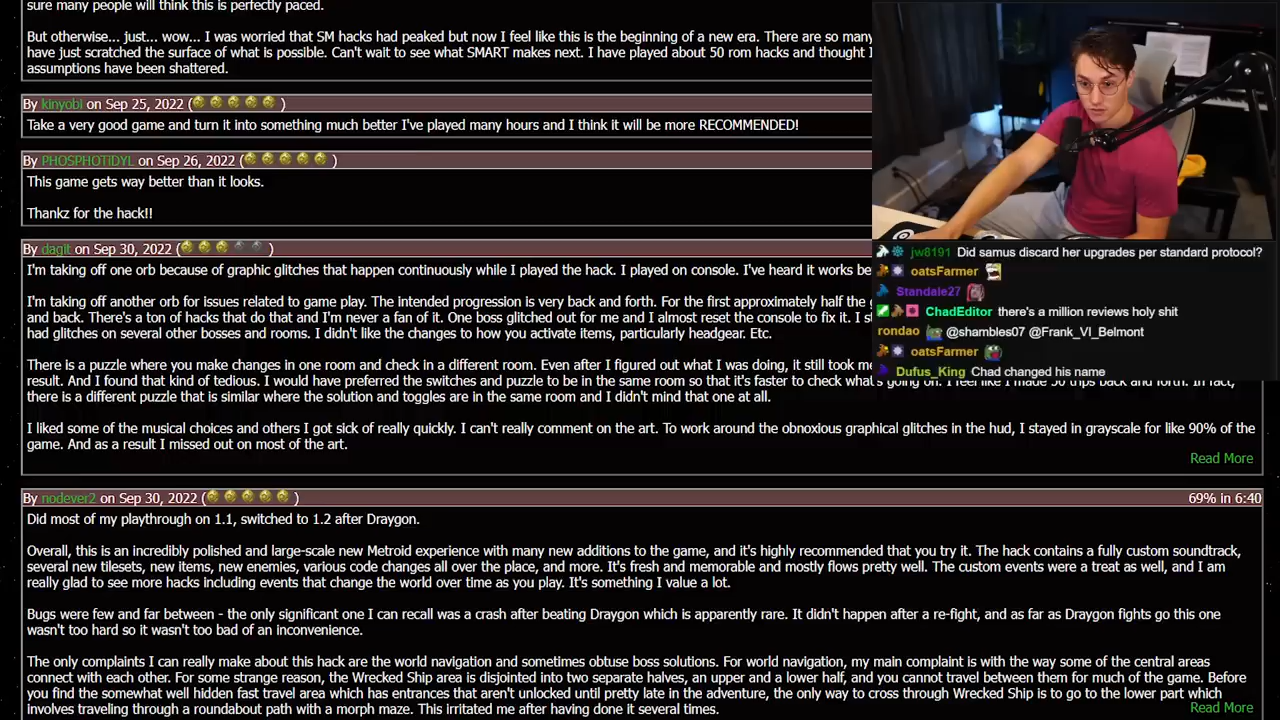 sure many people will think this is perfectly paced.
But otherwise... just... wow... I was worried that SM hacks had peaked but now I feel like this is the beginning of a new era. There are so many
have just scratched the surface of what is possible. Can't wait to see what SMART makes next. I have played about 50 rom hacks and thought I
assumptions have been shattered.
By kinyobi on Sep 25, 2022 ( )
Take a very good game and turn it into something much better I've played many hours and I think it will be more RECOMMENDED!
By PHOSPHOTiDYL on Sep 26, 2022 ( )
This game gets way better than it looks.
Thankz for the hack!!
By dagit on Sep 30, 2022 ( )
I'm taking off one orb because of graphic glitches that happen continuously while I played the hack. I played on console. I've heard it works be
I'm taking off another orb for issues related to game play. The intended progression is very back and forth. For the first approximately half the
and back. There's a ton of hacks that do that and I'm never a fan of it. One boss glitched out for me and I almost reset the console to fix it. I
had glitches on several other bosses and rooms. I didn't like the changes to how you activate items, particularly headgear. Etc.
There is a puzzle where you make changes in one room and check in a different room. Even after I figured out what I was doing, it still took me
result. And I found that kind of tedious. I would have preferred the switches and puzzle to be in the same room so that it's faster to check what's going on. I feel like I made 50 trips back and forth. In fact,
there is a different puzzle that is similar where the solution and toggles are in the same room and I didn't mind that one at all.
I liked some of the musical choices and others I got sick of really quickly. I can't really comment on the art. To work around the obnoxious graphical glitches in the hud, I stayed in grayscale for like 90% of the
game. And as a result I missed out on most of the art.
Read More
By nodever2 on Sep 30, 2022 ( ) 69% in 6:40
Did most of my playthrough on 1.1, switched to 1.2 after Draygon.
Overall, this is an incredibly polished and large-scale new Metroid experience with many new additions to the game, and it's highly recommended that you try it. The hack contains a fully custom soundtrack,
several new tilesets, new items, new enemies, various code changes all over the place, and more. It's fresh and memorable and mostly flows pretty well. The custom events were a treat as well, and I am
really glad to see more hacks including events that change the world over time as you play. It's something I value a lot.
Bugs were few and far between - the only significant one I can recall was a crash after beating Draygon which is apparently rare. It didn't happen after a re-fight, and as far as Draygon fights go this one
wasn't too hard so it wasn't too bad of an inconvenience.
The only complaints I can really make about this hack are the world navigation and sometimes obtuse boss solutions. For world navigation, my main complaint is with the way some of the central areas
connect with each other. For some strange reason, the Wrecked Ship area is disjointed into two separate halves, an upper and a lower half, and you cannot travel between them for much of the game. Before
you find the somewhat well hidden fast travel area which has entrances that aren't unlocked until pretty late in the adventure, the only way to cross through Wrecked Ship is to go to the lower part which
involves traveling through a roundabout path with a morph maze. This irritated me after having done it several times.
Read More
jw8191 Did samus discard her upgrades per standard protocol?
oatsFarmer
Standale27
ChadEditor there's a million reviews holy shit
rondao @shambles07 @Frank_VI_Belmont
oatsFarmer
Dufus_King Chad changed his name